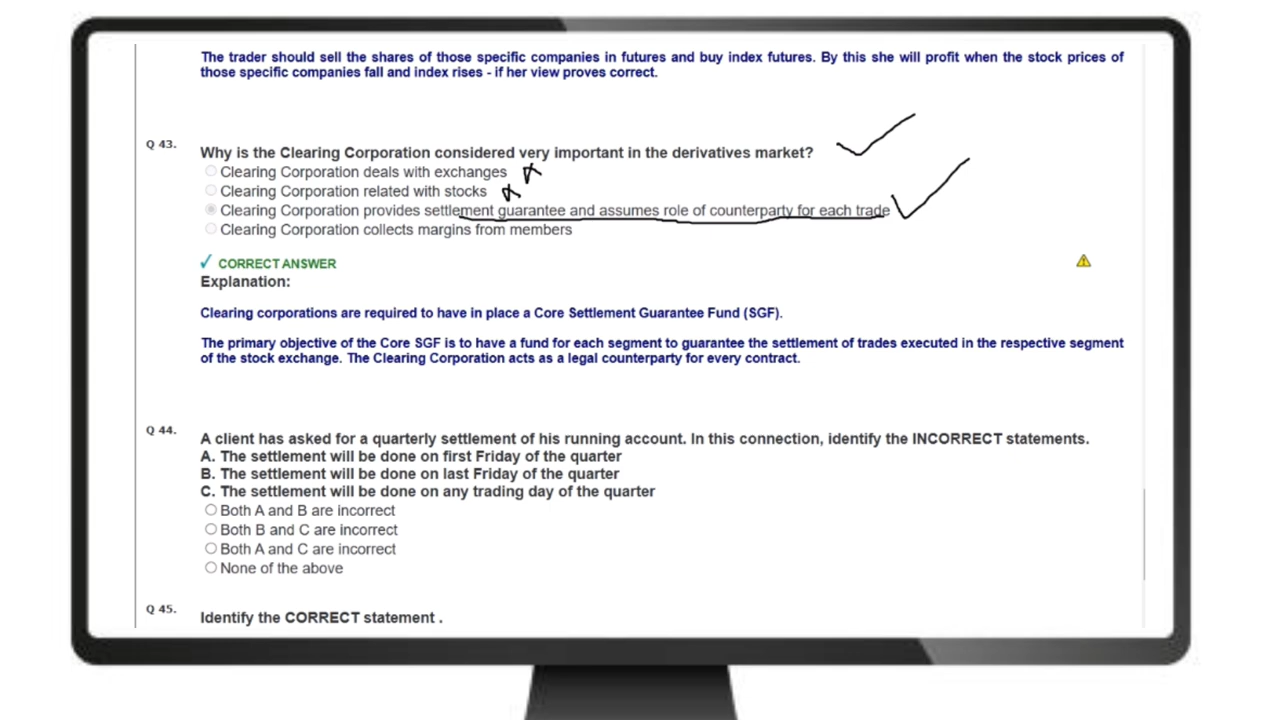 The trader should sell the shares of those specific companies in futures and buy index futures. By this she will profit when the stock prices of
those specific companies fall and index rises - if her view proves correct.
Q 43.
Why is the Clearing Corporation considered very important in the derivatives market?
Clearing Corporation deals with exchanges
Clearing Corporation related with stocks
Clearing Corporation provides settlement guarantee and assumes role of counterparty for each trade
Clearing Corporation collects margins from members
✓ CORRECT ANSWER
Explanation:
Clearing corporations are required to have in place a Core Settlement Guarantee Fund (SGF).
The primary objective of the Core SGF is to have a fund for each segment to guarantee the settlement of trades executed in the respective segment
of the stock exchange. The Clearing Corporation acts as a legal counterparty for every contract.
Q 44.
A client has asked for a quarterly settlement of his running account. In this connection, identify the INCORRECT statements.
A. The settlement will be done on first Friday of the quarter
B. The settlement will be done on last Friday of the quarter
C. The settlement will be done on any trading day of the quarter
Both A and B are incorrect
Both B and C are incorrect
Both A and C are incorrect
None of the above
Q 45.
Identify the CORRECT statement .